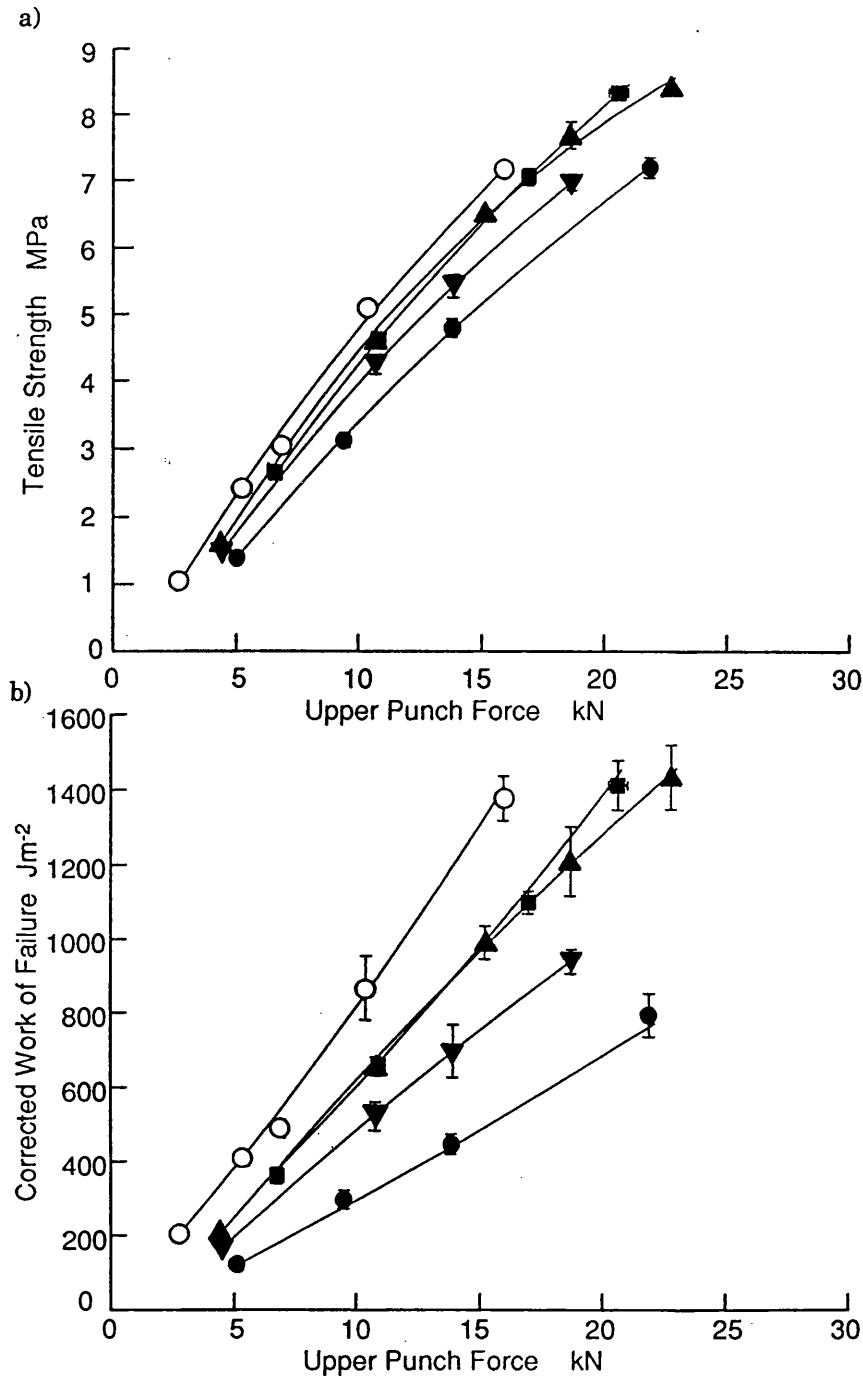 a)
9
8
7
6
5
4
3
2
1
0
Tensile Strength MPa
0 5 10 15 20 25 30
Upper Punch Force kN
b)
1600
1400
1200
1000
800
600
400
200
0
Corrected Work of Failure Jm-2
0 5 10 15 20 25 30
Upper Punch Force kN